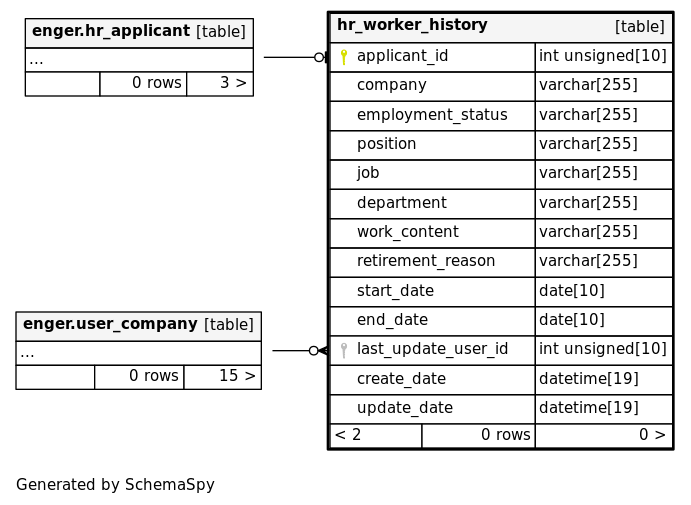 enger.hr_applicant [table]
...
0 rows 3 >
hr_worker_history [table]
applicant_id int unsigned[10]
company varchar[255]
employment_status varchar[255]
position varchar[255]
job varchar[255]
department varchar[255]
work_content varchar[255]
retirement_reason varchar[255]
start_date date[10]
end_date date[10]
last_update_user_id int unsigned[10]
create_date datetime[19]
update_date datetime[19]
< 2 0 rows 0 >
enger.user_company [table]
...
0 rows 15 >
Generated by SchemaSpy